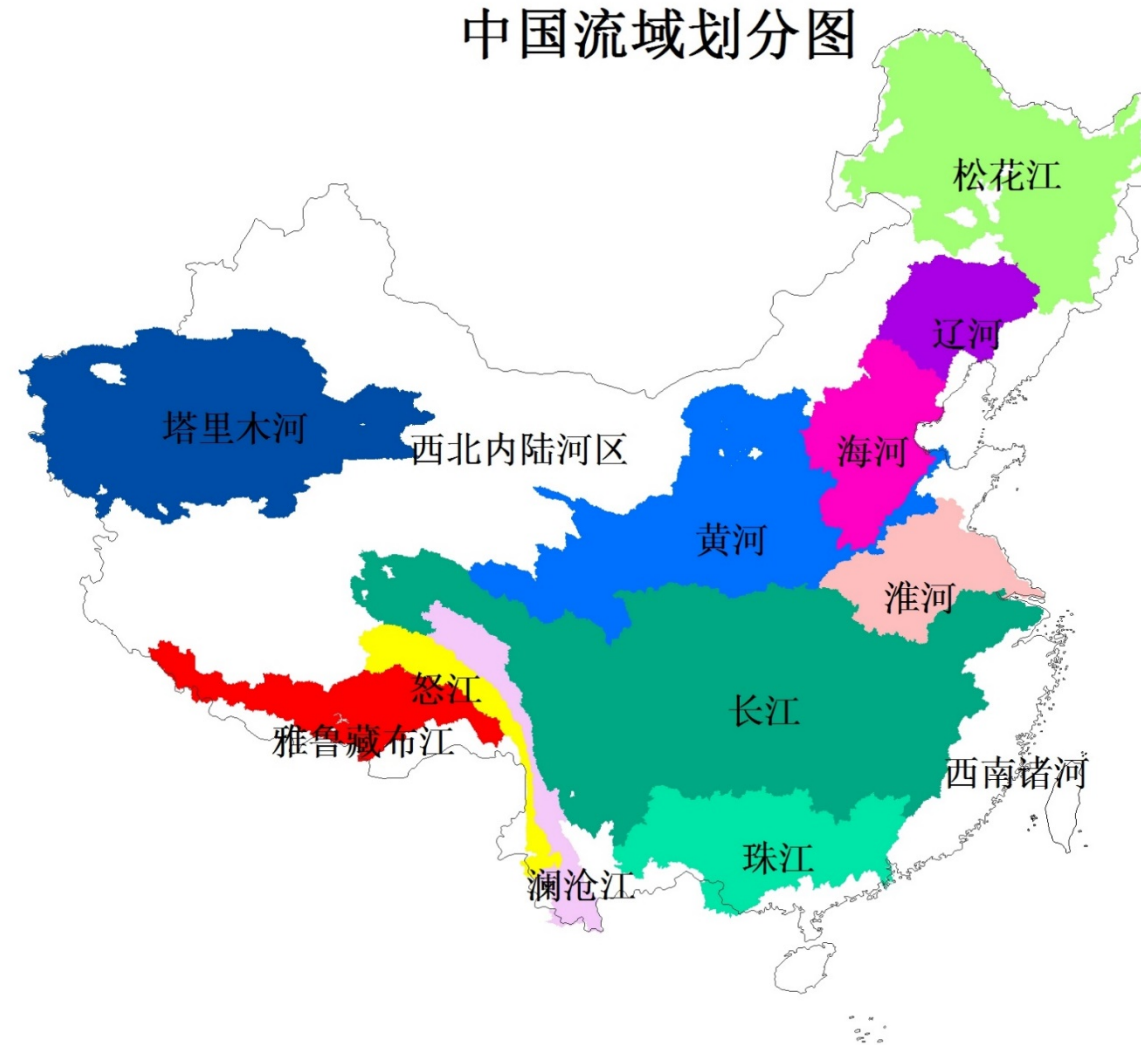 中国流域划分图
松花江
辽河
塔里木河
西北内陆河区
海河
黄河
淮河
怒江
长江
雅鲁藏布江
西南诸河
珠江
澜沧江